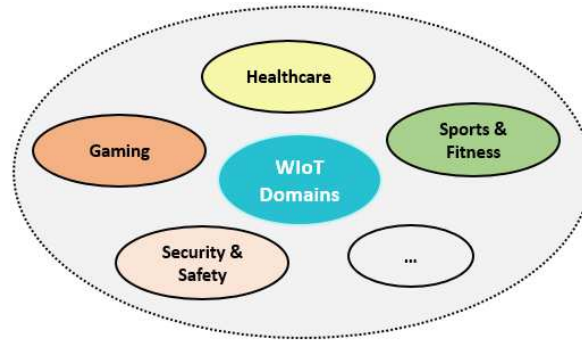 Healthcare
Gaming
WIoT
Domains
Sports &
Fitness
Security &
Safety
...